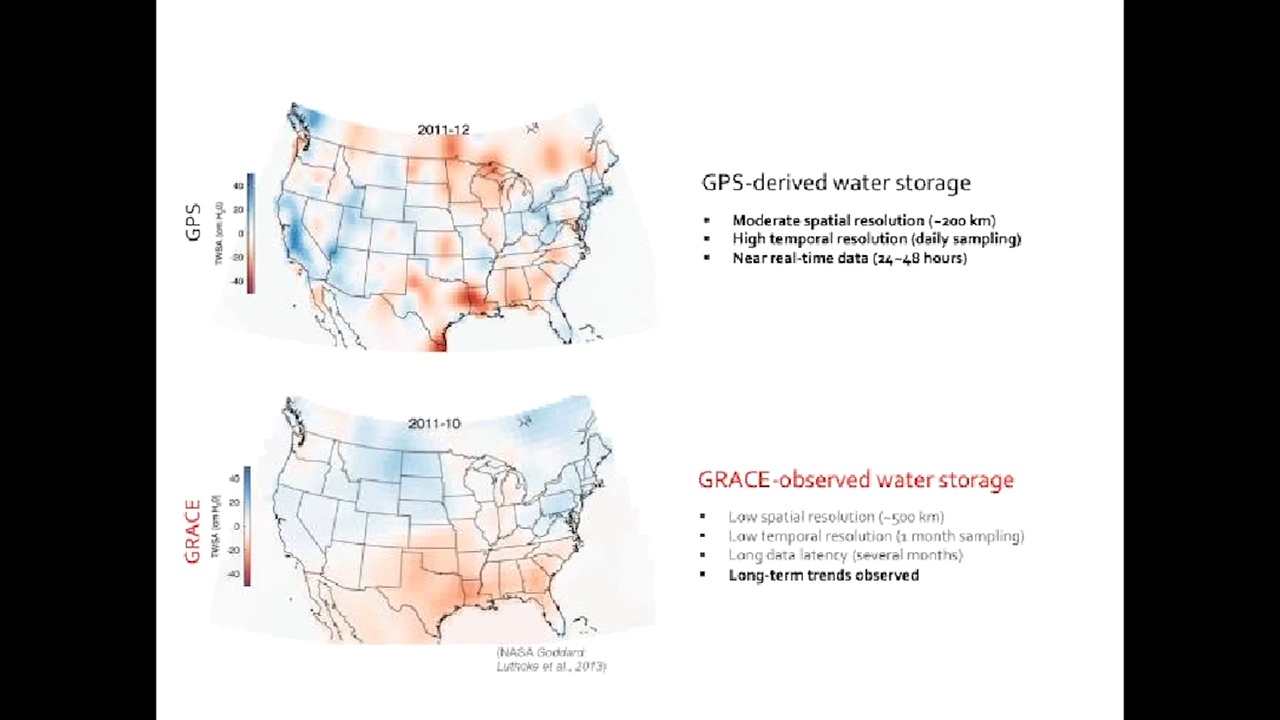 2011-12
GPS
TWSA (cm H₂O)
40
20
0
-20
-40
GPS-derived water storage
▪ Moderate spatial resolution (~200 km)
▪ High temporal resolution (daily sampling)
▪ Near real-time data (24-48 hours)
2011-10
GRACE
TWSA (cm H₂O)
40
20
0
-20
-40
GRACE-observed water storage
▪ Low spatial resolution (~500 km)
▪ Low temporal resolution (1 month sampling)
▪ Long data latency (several months)
▪ Long-term trends observed
(NASA Goddard:
Luthcke et al., 2013)